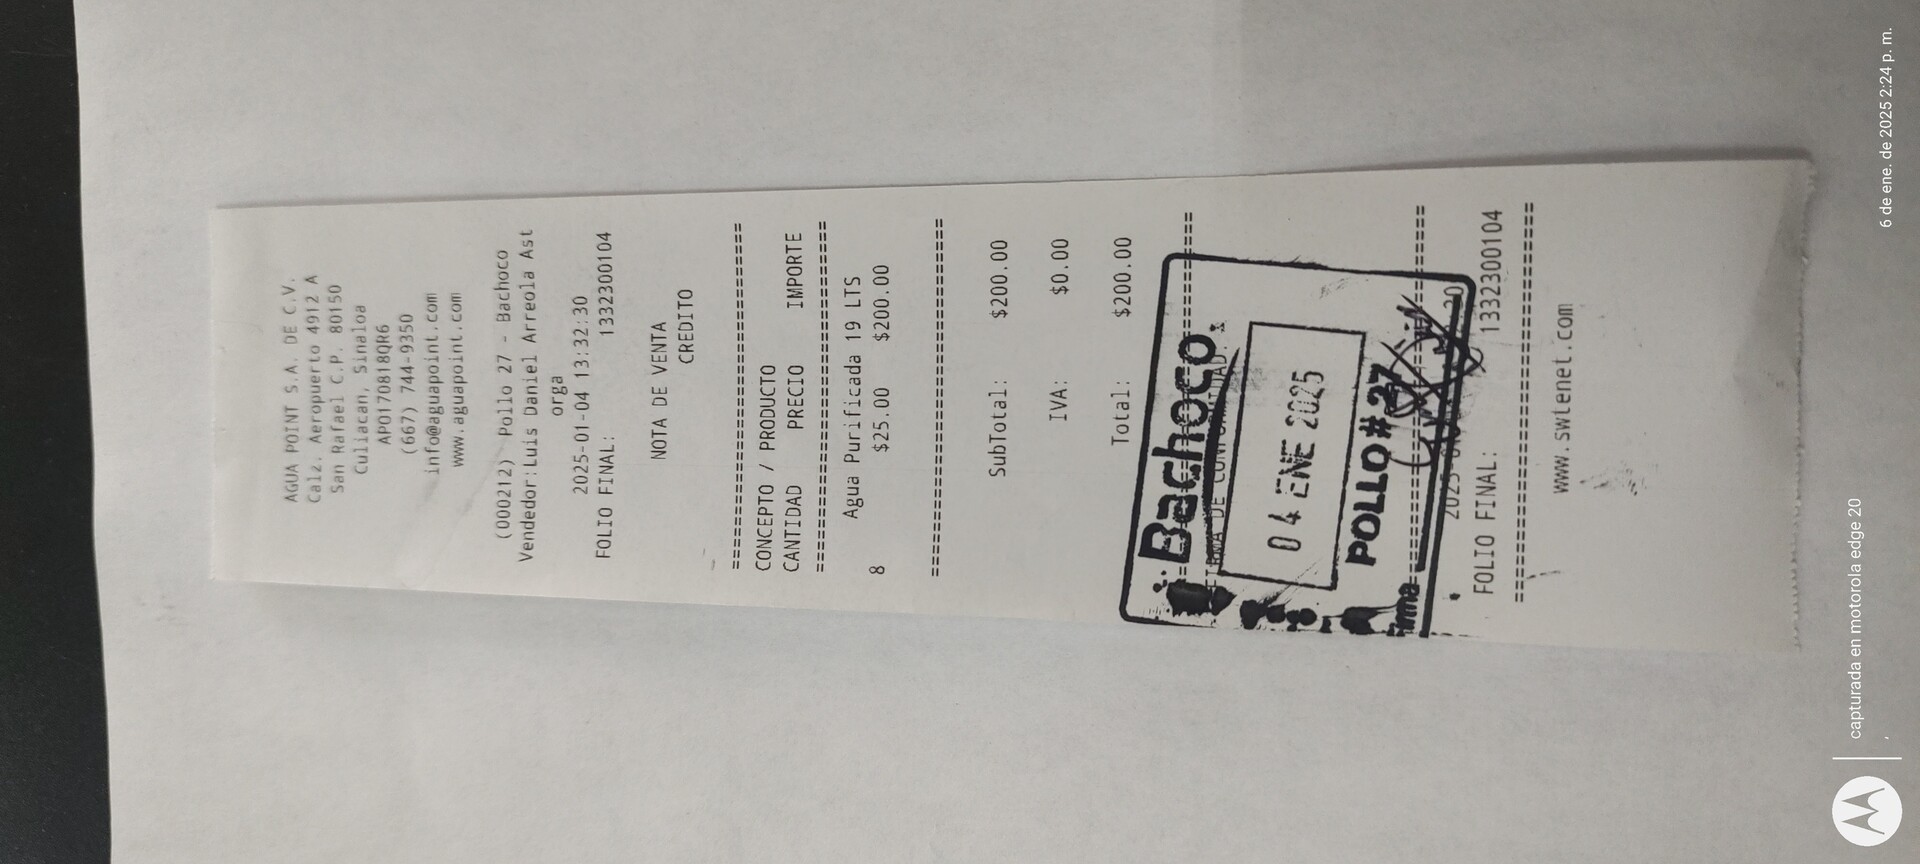 AGUA POINT S.A. DE C.V.
Calz. Aeropuerto 4912 A
San Rafael C.P. 80150
Culiacan, Sinaloa
APO170818QR6
(667) 744-9350
info@aguapoint.com
www.aguapoint.com
(000212) Pollo 27 - Bachoco
Vendedor:Luis Daniel Arreola Ast
orga
2025-01-04 13:32:30
FOLIO FINAL: 1332300104
NOTA DE VENTA
CREDITO
================================
CONCEPTO / PRODUCTO
CANTIDAD PRECIO IMPORTE
================================
Agua Purificada 19 LTS
8 $25.00 $200.00
================================
SubTotal: $200.00
IVA: $0.00
Total: $200.00
================================
Bachoco
FIRMA DE CONFORMIDAD.
04 ENE 2025
POLLO # 27
================================
FOLIO FINAL: 1332300104
================================
www.swtenet.com
capturada en motorola edge 20
6 de ene. de 2025 2:24 p. m.